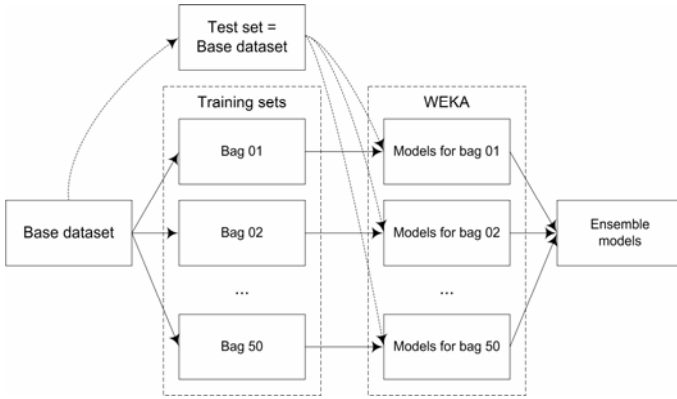 Test set =
Base dataset
Training sets
WEKA
Bag 01
Models for bag 01
Base dataset
Bag 02
Models for bag 02
Ensemble
models
...
...
Bag 50
Models for bag 50